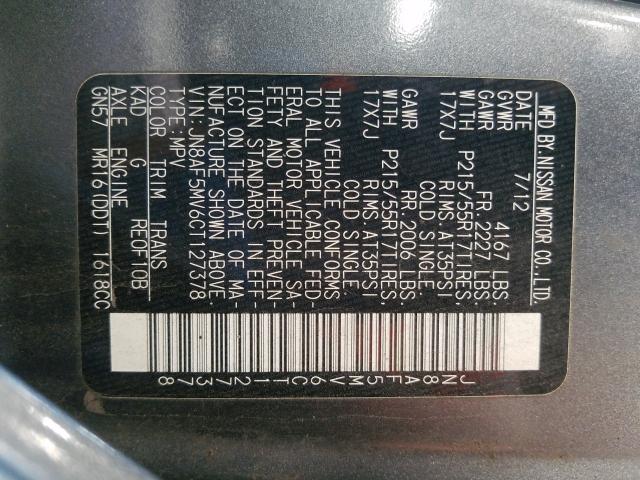 MFD BY.NISSAN MOTOR CO.,LTD.
DATE 7/12
GVWR 4167 LBS
GAWR FR.2227 LBS
WITH P215/55R17TIRES,
17X7J RIMS,AT35PSI
COLD SINGLE
GAWR RR.2006 LBS.
WITH P215/55R17TIRES,
17X7J RIMS,AT35PSI
COLD SINGLE
THIS VEHICLE CONFORMS
TO ALL APPLICABLE FED-
ERAL MOTOR VEHICLE SA-
FETY AND THEFT PREVEN-
TION STANDARDS IN EFF-
ECT ON THE DATE OF MA-
NUFACTURE SHOWN ABOVE.
VIN:JN8AF5MV6CT127378
TYPE:MPV
COLOR TRIM TRANS
KAD G RE0F10B
AXLE ENGINE
GN57 MR16(DDT) 1618CC
JN8AF5MV6CT127378